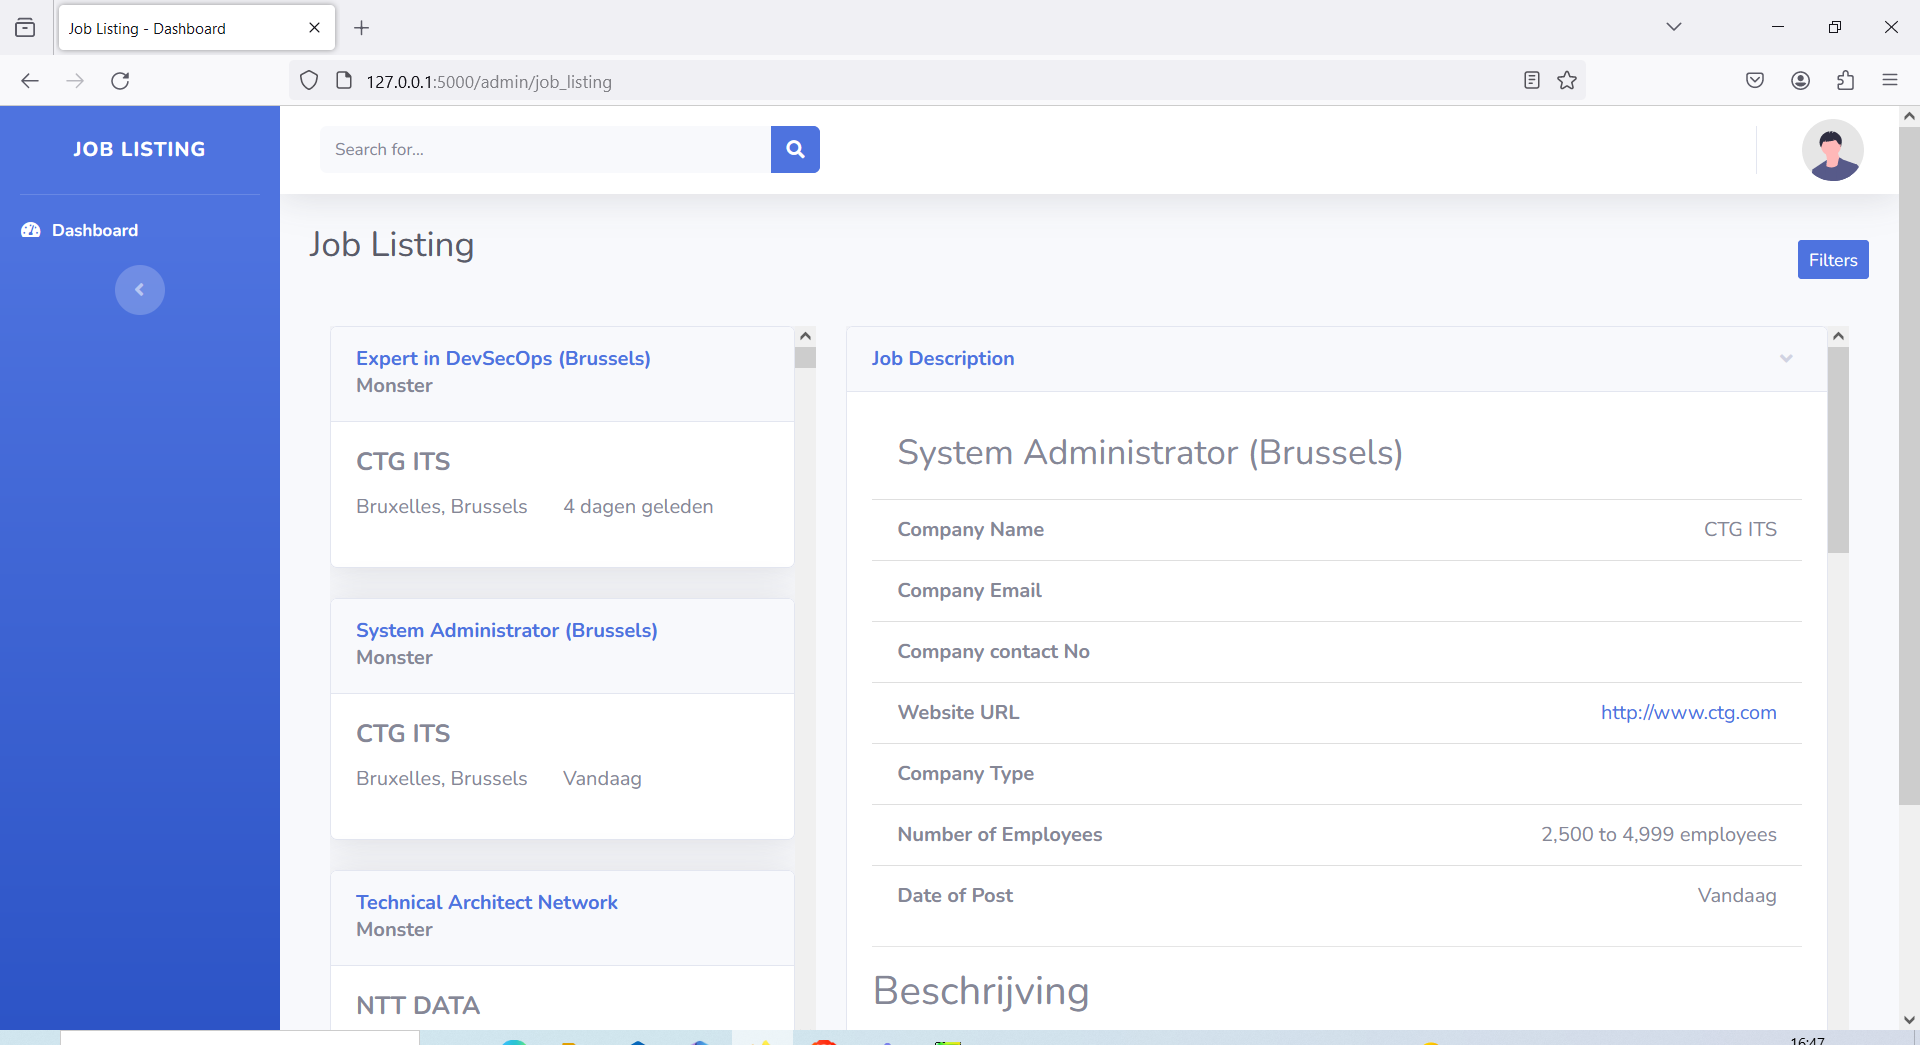 Job Listing - Dashboard
127.0.0.1:5000/admin/job_listing
JOB LISTING
Dashboard
Search for...
Job Listing
Filters
Expert in DevSecOps (Brussels)
Monster
CTG ITS
Bruxelles, Brussels 4 dagen geleden
System Administrator (Brussels)
Monster
CTG ITS
Bruxelles, Brussels Vandaag
Technical Architect Network
Monster
NTT DATA
Job Description
System Administrator (Brussels)
Company Name CTG ITS
Company Email
Company contact No
Website URL http://www.ctg.com
Company Type
Number of Employees 2,500 to 4,999 employees
Date of Post Vandaag
Beschrijving
16:47